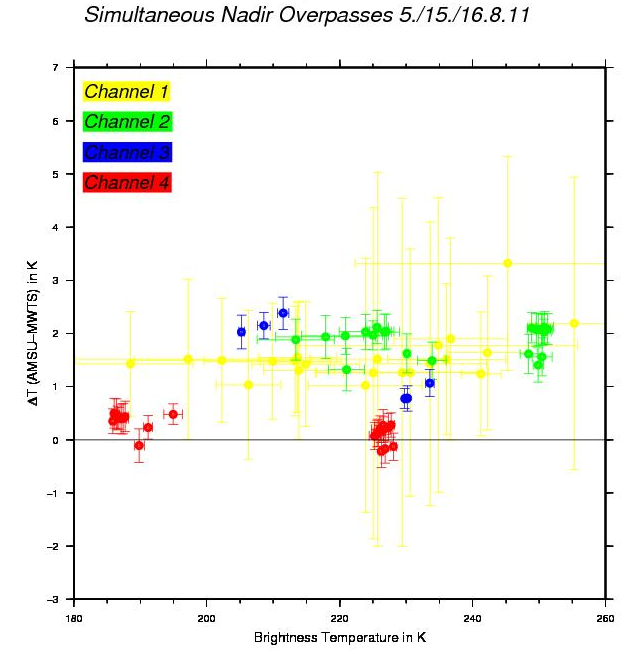 Simultaneous Nadir Overpasses 5./15./16.8.11
7
Channel 1
6
Channel 2
Channel 3
5
Channel 4
4
3
2
1
0
−1
−2
−3
ΔT (AMSU−MWTS) in K
180 200 220 240 260
Brightness Temperature in K